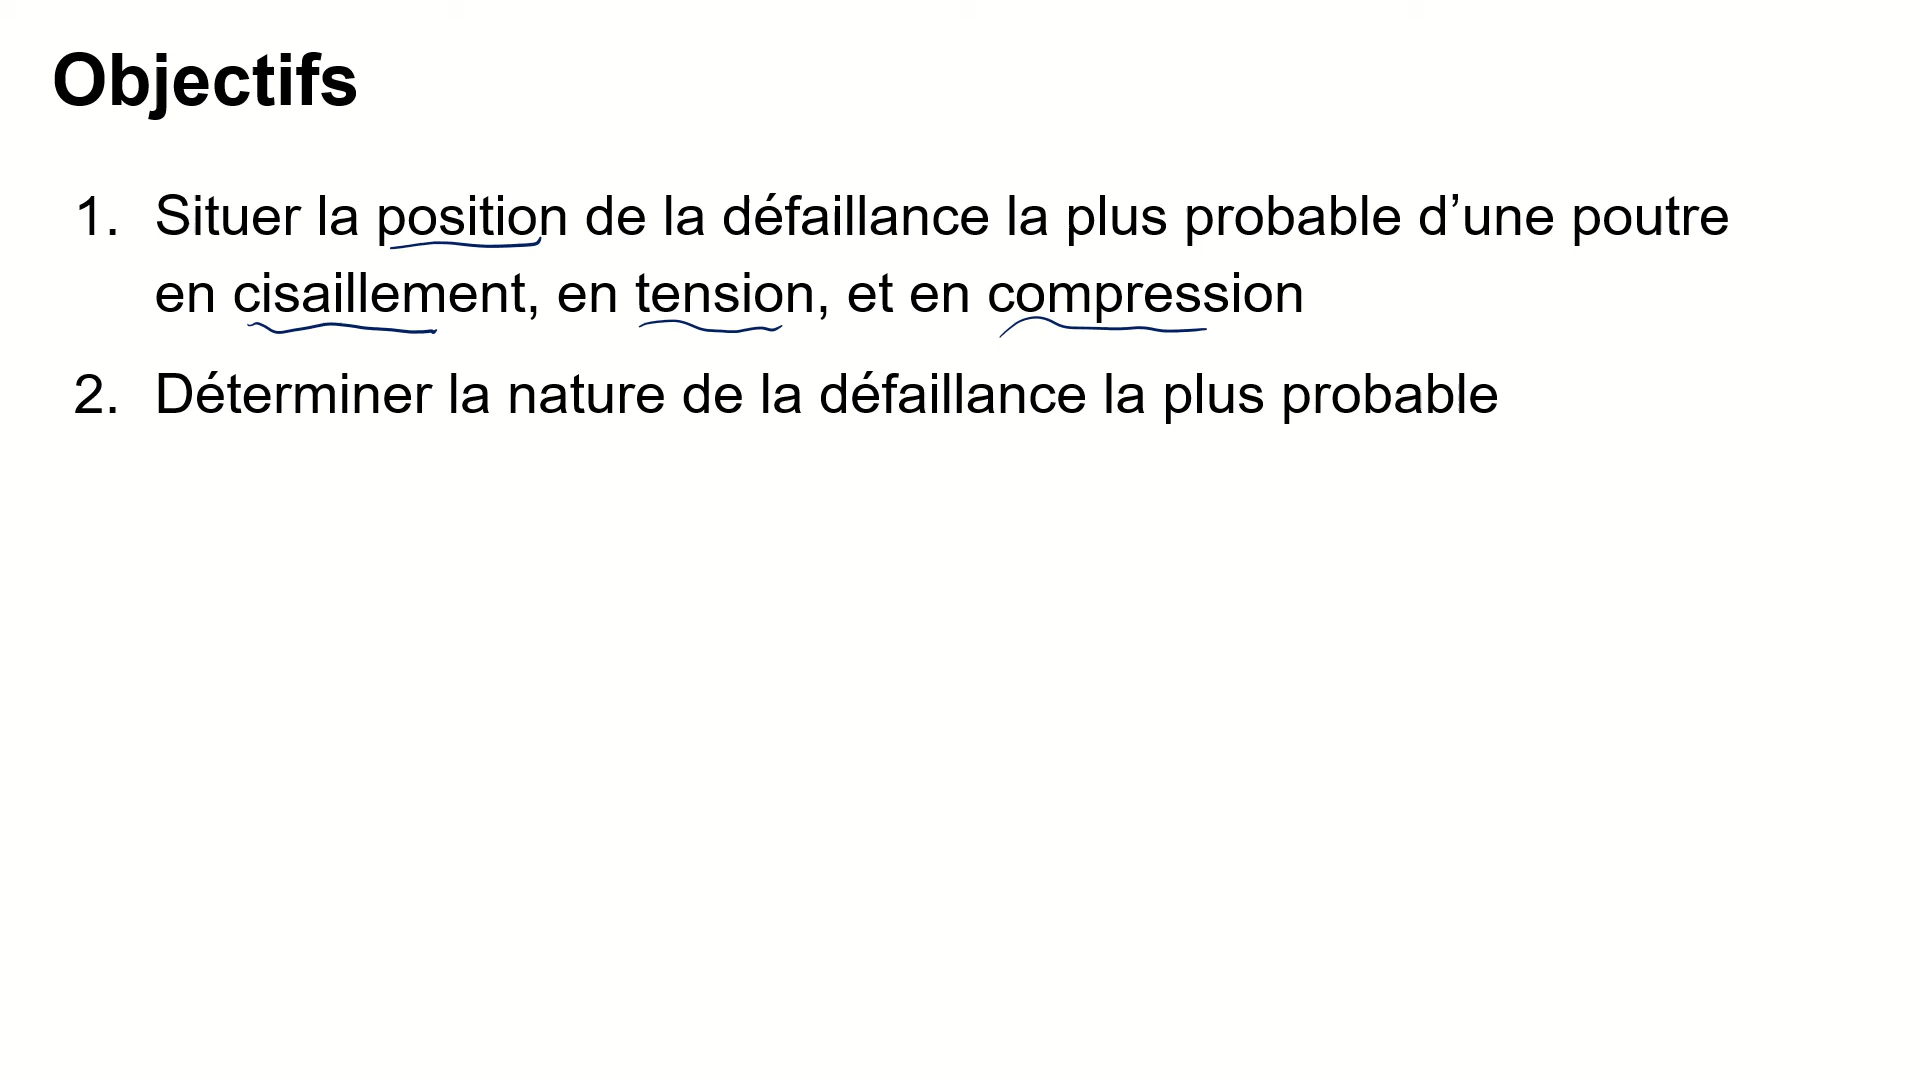 Objectifs
1. Situer la position de la défaillance la plus probable d’une poutre
en cisaillement, en tension, et en compression
2. Déterminer la nature de la défaillance la plus probable